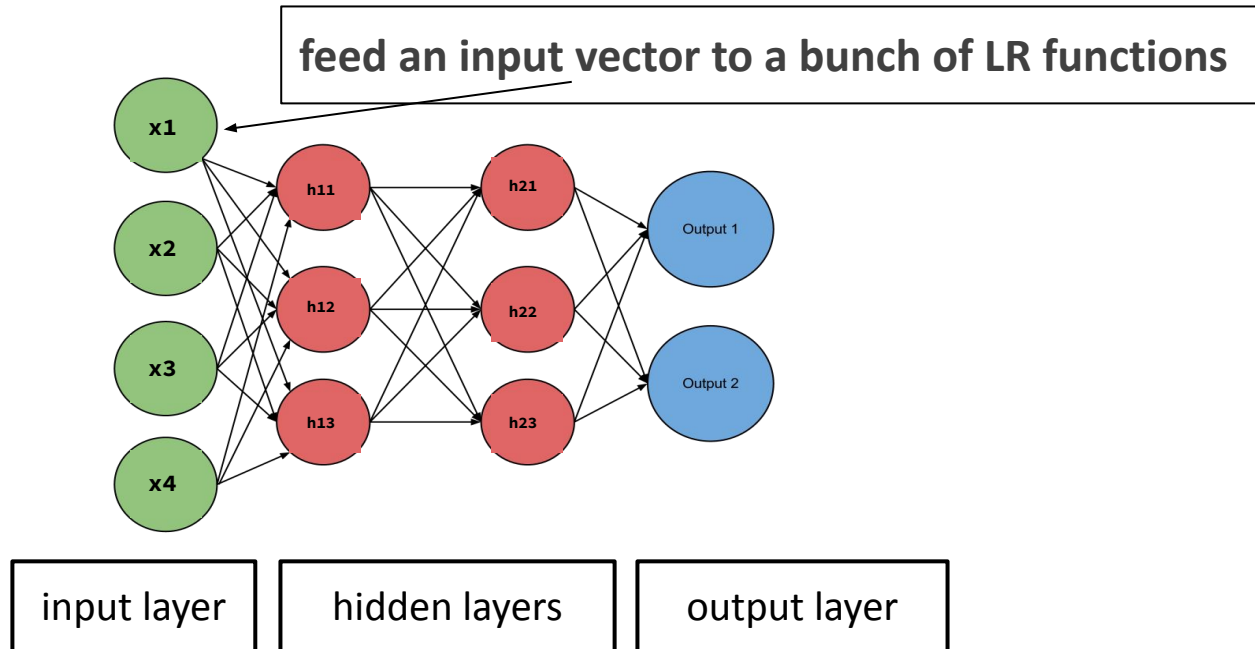 feed an input vector to a bunch of LR functions
x1
x2
x3
x4
h11
h12
h13
h21
h22
h23
Output 1
Output 2
input layer
hidden layers
output layer